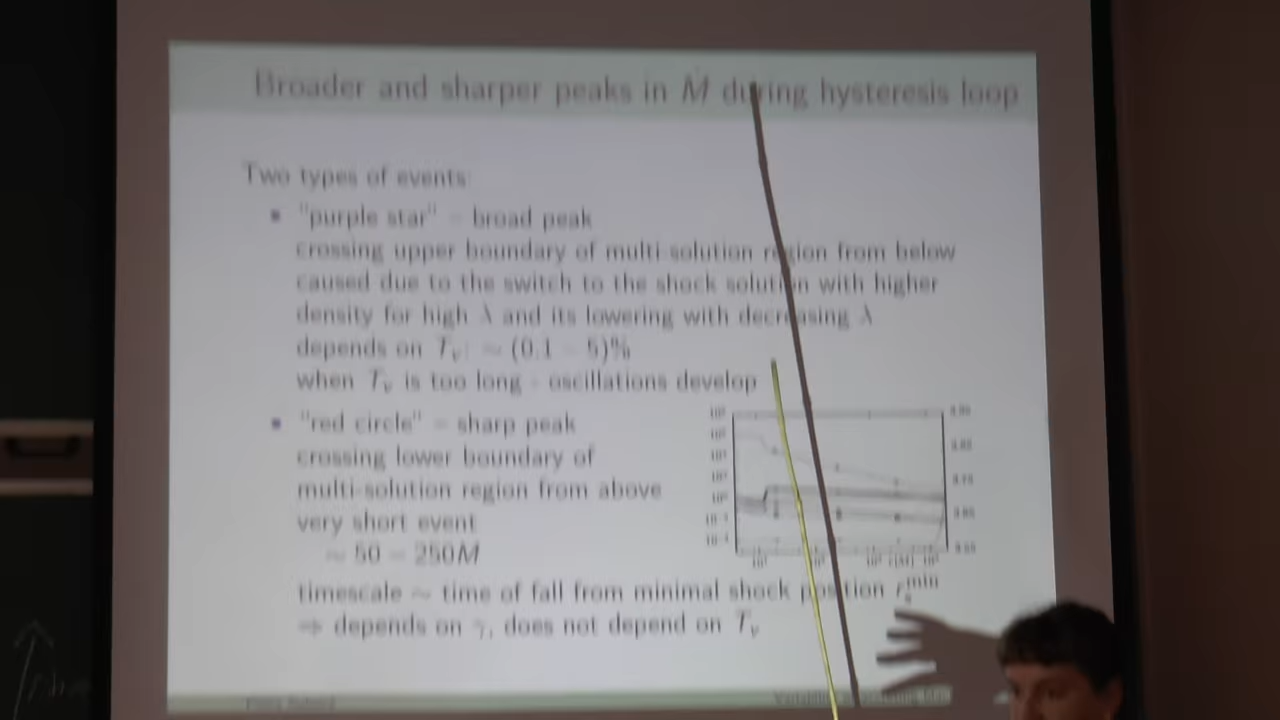 Broader and sharper peaks in Ṁ during hysteresis loop
Two types of events:
• "purple star" – broad peak
crossing upper boundary of multi-solution region from below
caused due to the switch to the shock solution with higher
density for high λ and its lowering with decreasing λ
depends on Tᵥ: ~ (0.1 – 5)%
when Tᵥ is too long - oscillations develop
• "red circle" – sharp peak
crossing lower boundary of
multi-solution region from above
very short event
~ 50 – 250M
timescale ~ time of fall from minimal shock position
⇒ depends on γ, does not depend on Tᵥ